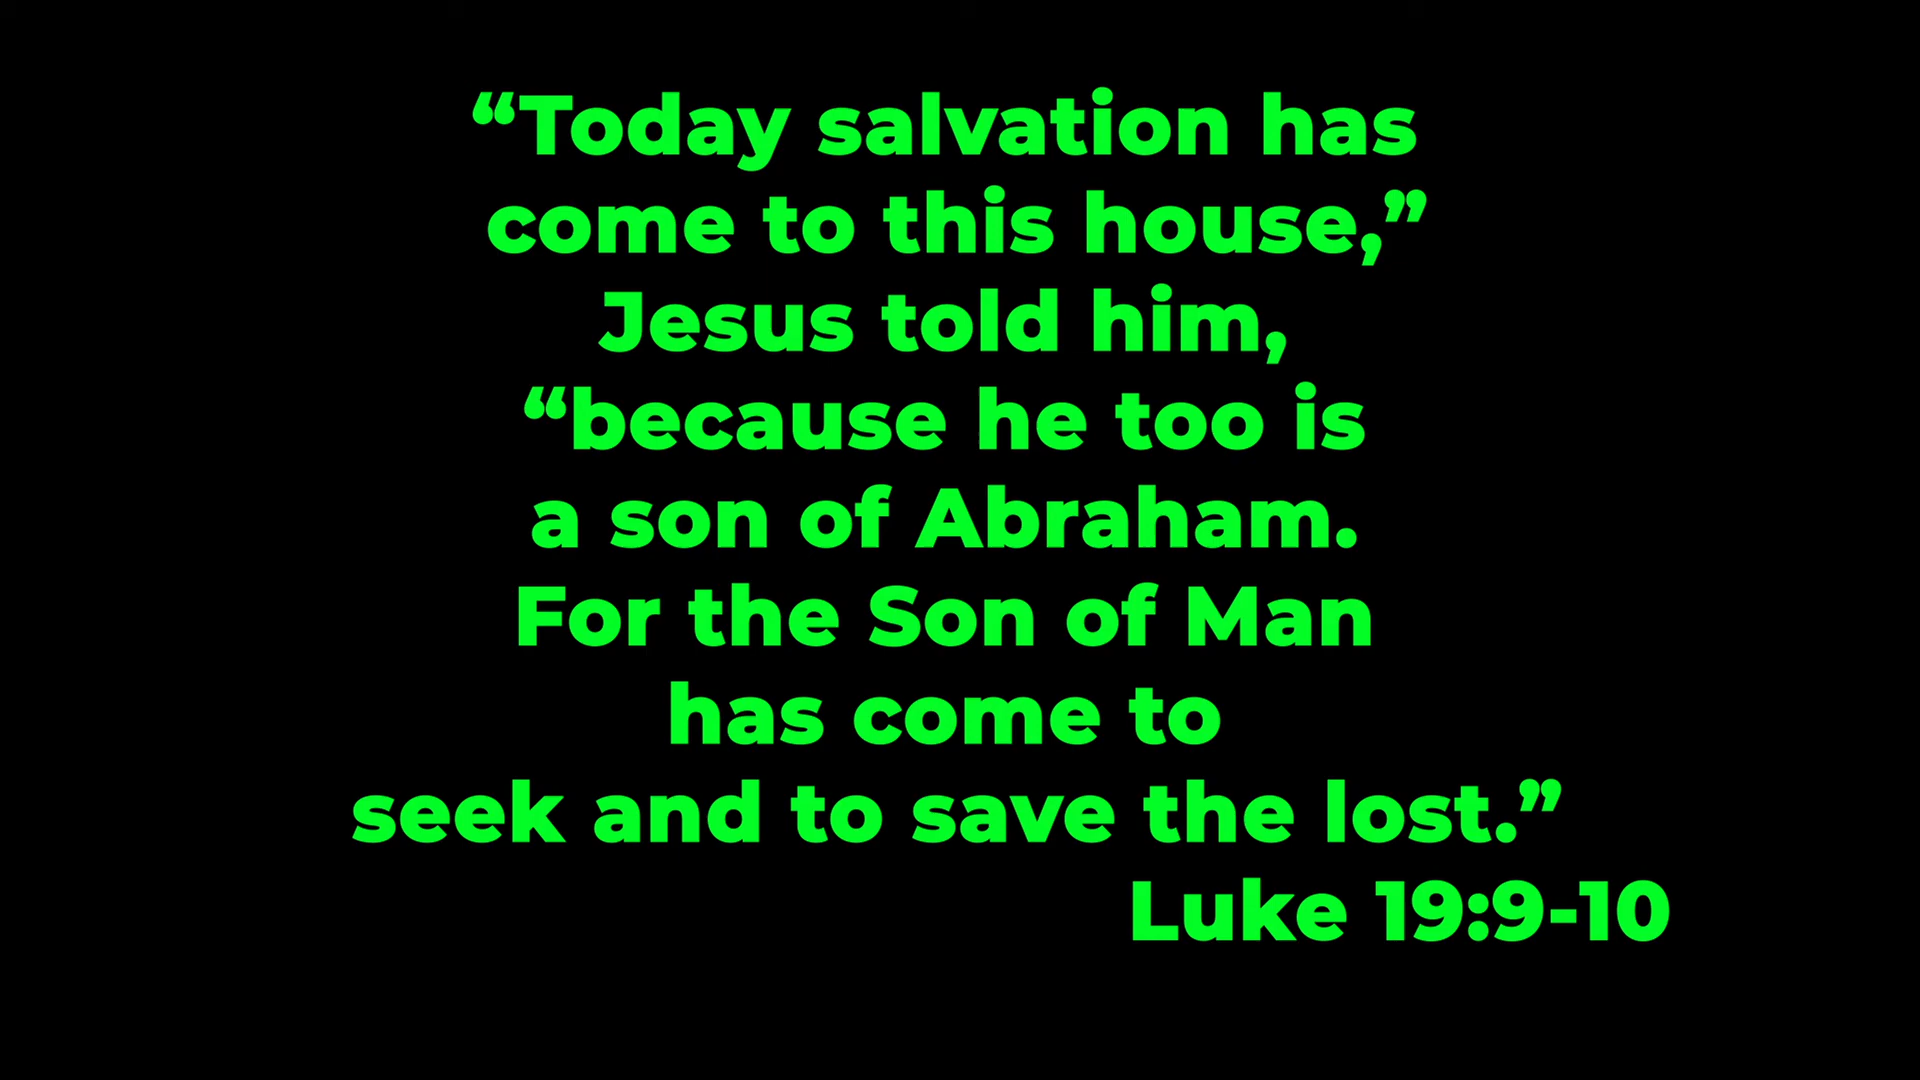 “Today salvation has
come to this house,”
Jesus told him,
“because he too is
a son of Abraham.
For the Son of Man
has come to
seek and to save the lost.”
Luke 19:9-10